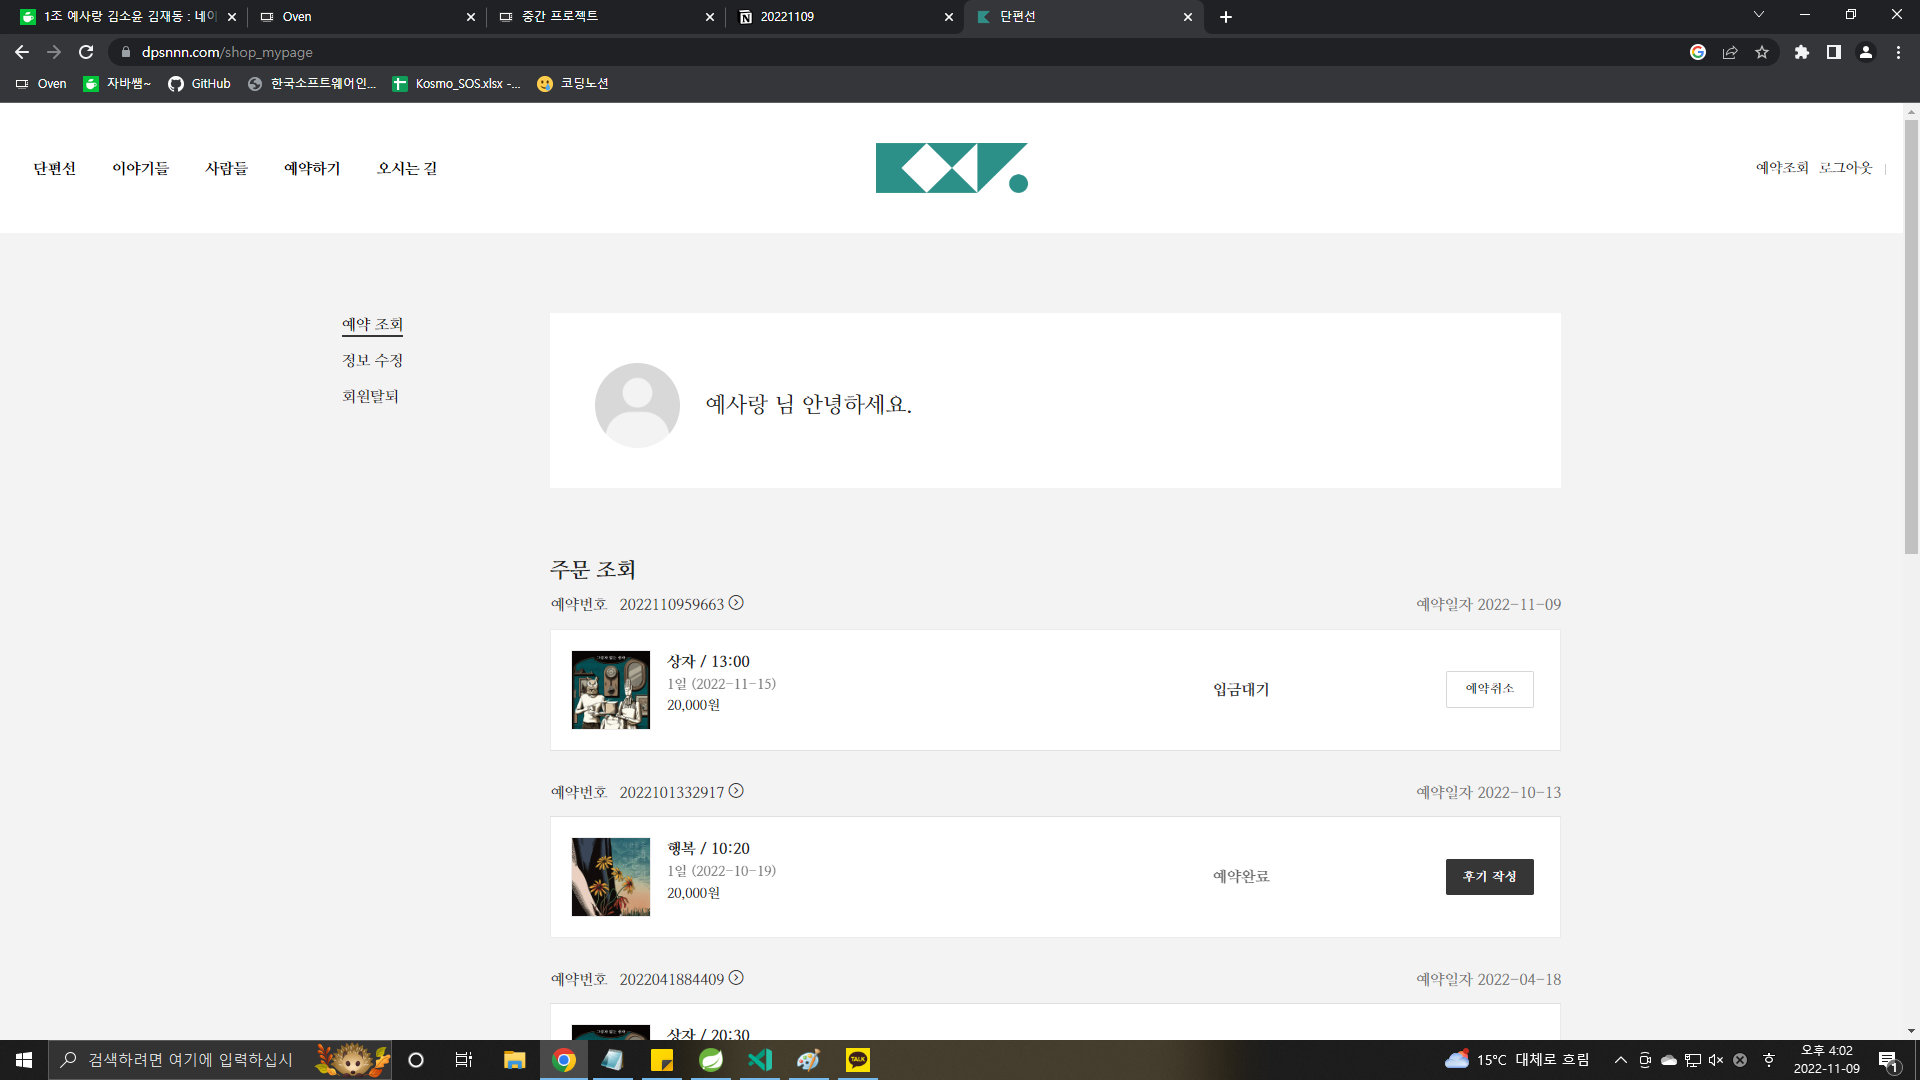 1조 예사랑 김소윤 김재동 : 네이
Oven
중간 프로젝트
20221109
단편선
dpsnnn.com/shop_mypage
Oven
자바쌤~
GitHub
한국소프트웨어인...
Kosmo_SOS.xlsx -...
코딩노션
단편선
이야기들
사람들
예약하기
오시는 길
예약조회
로그아웃
예약 조회
정보 수정
회원탈퇴
예사랑 님 안녕하세요.
주문 조회
예약번호 2022110959663
예약일자 2022-11-09
상자 / 13:00
1일 (2022-11-15)
20,000원
입금대기
예약취소
예약번호 2022101332917
예약일자 2022-10-13
행복 / 10:20
1일 (2022-10-19)
20,000원
예약완료
후기 작성
예약번호 2022041884409
예약일자 2022-04-18
상자 / 20:30
검색하려면 여기에 입력하십시
TALK
15°C 대체로 흐림
오후 4:02
2022-11-09
1